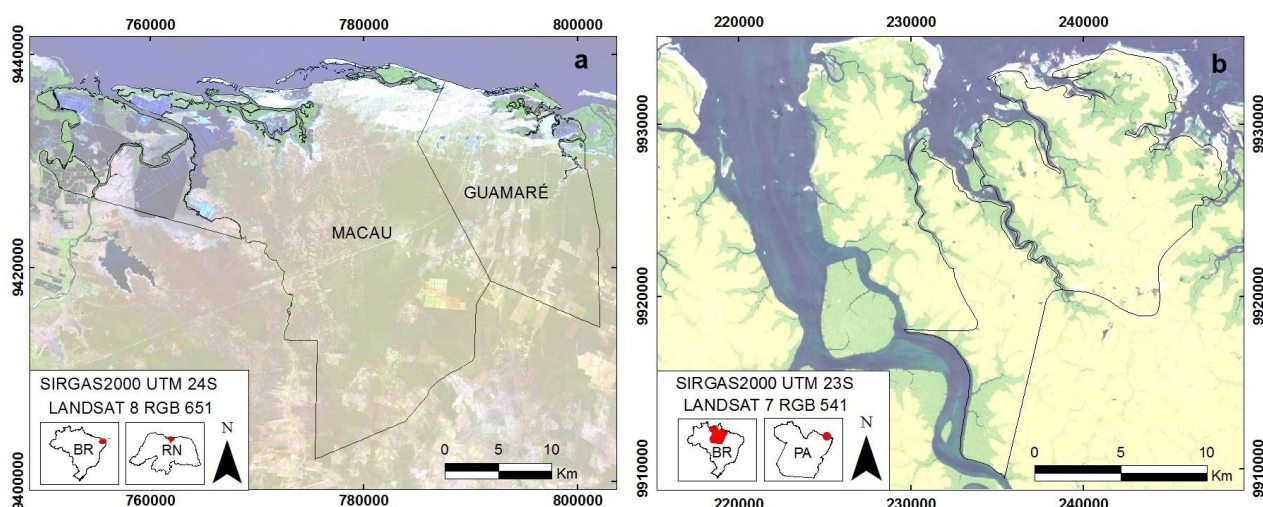 760000 780000 800000
a
9440000
9420000
9400000
GUAMARÉ
MACAU
SIRGAS2000 UTM 24S
LANDSAT 8 RGB 651
BR
RN
N
0 5 10
Km
760000 780000 800000
220000 230000 240000
b
9930000
9920000
9910000
9930000
9920000
9910000
SIRGAS2000 UTM 23S
LANDSAT 7 RGB 541
BR
PA
N
0 5 10
Km
220000 230000 240000